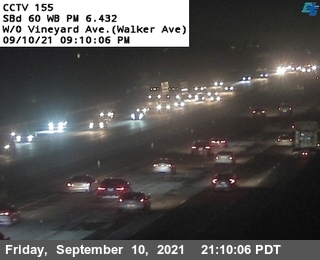 CCTV 155
SBd 60 WB PM 6.432
W/O Vineyard Ave.(Walker Ave)
09/10/21 09:10:06 PM
Friday, September 10, 2021 21:10:06 PDT